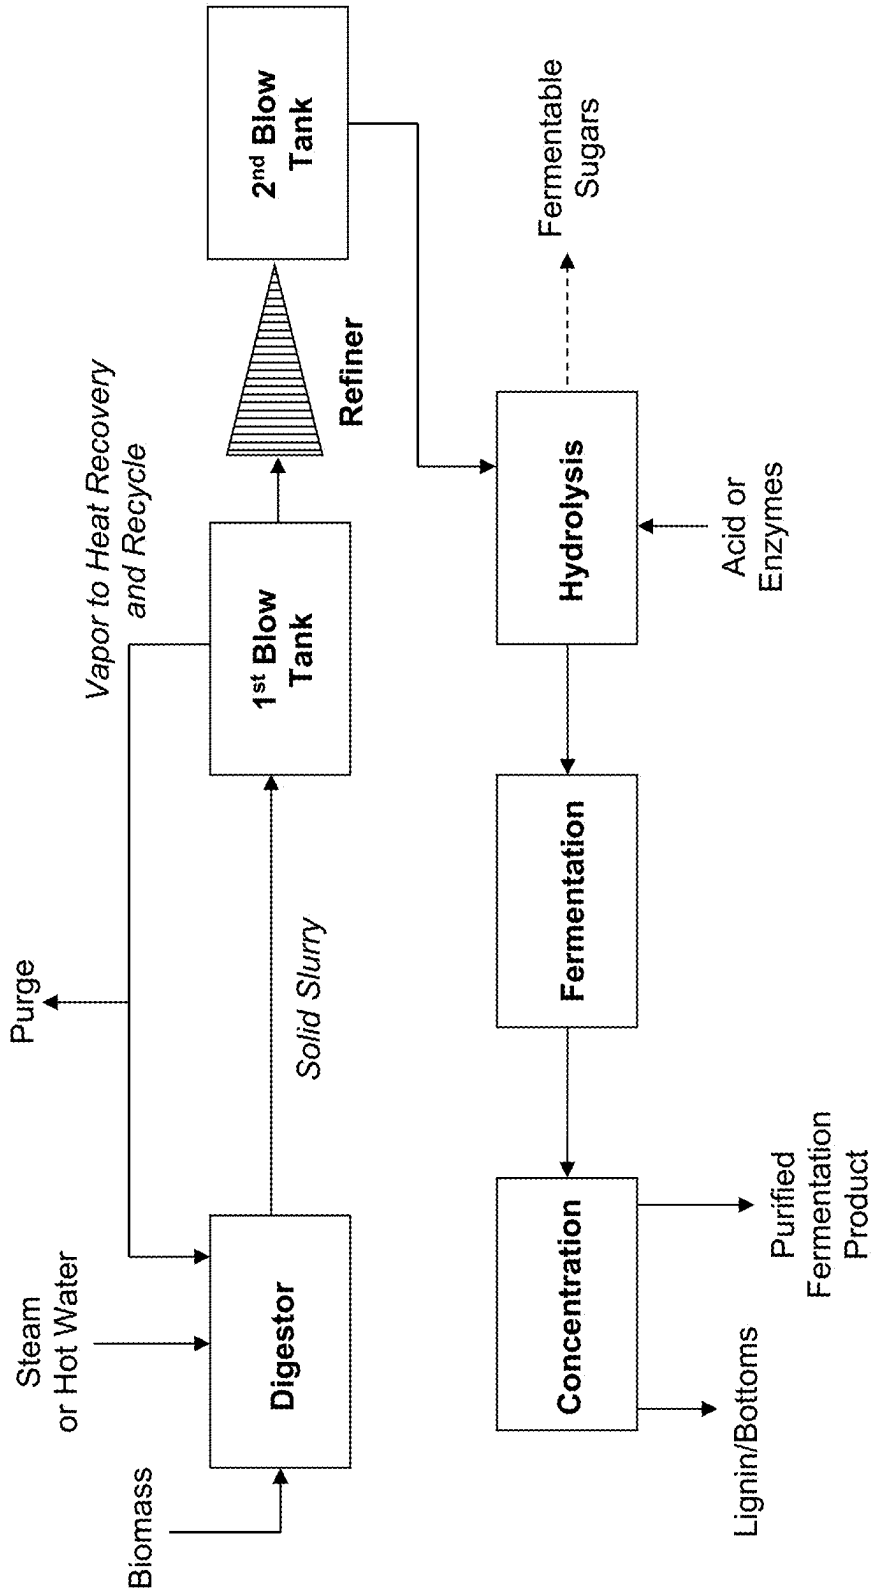 Biomass
Steam
or Hot Water
Purge
Vapor to Heat Recovery
and Recycle
Digestor
Solid Slurry
1st Blow
Tank
Refiner
2nd Blow
Tank
Concentration
Fermentation
Hydrolysis
Fermentable
Sugars
Lignin/Bottoms
Purified
Fermentation
Product
Acid or
Enzymes